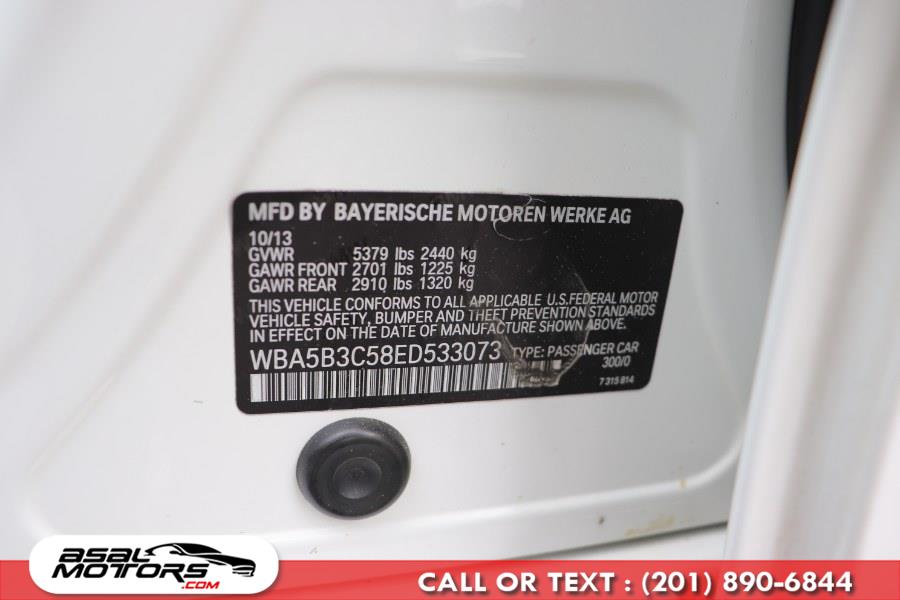 MFD BY BAYERISCHE MOTOREN WERKE AG
10/13
GVWR 5379 lbs 2440 kg
GAWR FRONT 2701 lbs 1225 kg
GAWR REAR 2910 lbs 1320 kg
THIS VEHICLE CONFORMS TO ALL APPLICABLE U.S.FEDERAL MOTOR
VEHICLE SAFETY, BUMPER AND THEFT PREVENTION STANDARDS
IN EFFECT ON THE DATE OF MANUFACTURE SHOWN ABOVE.
WBA5B3C58ED533073 TYPE: PASSENGER CAR
300/0
7 315 814
ASAL
MOTORS
.COM
CALL OR TEXT : (201) 890-6844